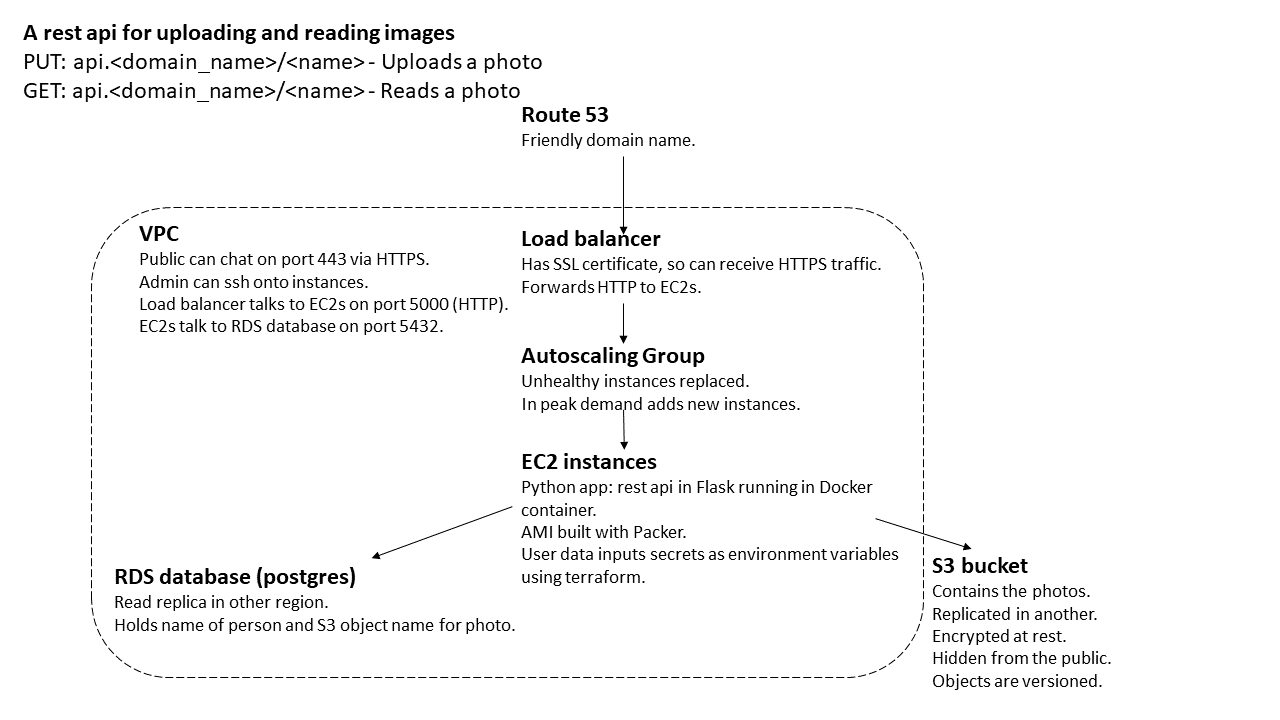 A rest api for uploading and reading images
PUT: api.<domain_name>/<name> - Uploads a photo
GET: api.<domain_name>/<name> - Reads a photo
Route 53
Friendly domain name.
VPC
Public can chat on port 443 via HTTPS.
Admin can ssh onto instances.
Load balancer talks to EC2s on port 5000 (HTTP).
EC2s talk to RDS database on port 5432.
Load balancer
Has SSL certificate, so can receive HTTPS traffic.
Forwards HTTP to EC2s.
Autoscaling Group
Unhealthy instances replaced.
In peak demand adds new instances.
EC2 instances
Python app: rest api in Flask running in Docker
container.
AMI built with Packer.
User data inputs secrets as environment variables
using terraform.
RDS database (postgres)
Read replica in other region.
Holds name of person and S3 object name for photo.
S3 bucket
Contains the photos.
Replicated in another.
Encrypted at rest.
Hidden from the public.
Objects are versioned.